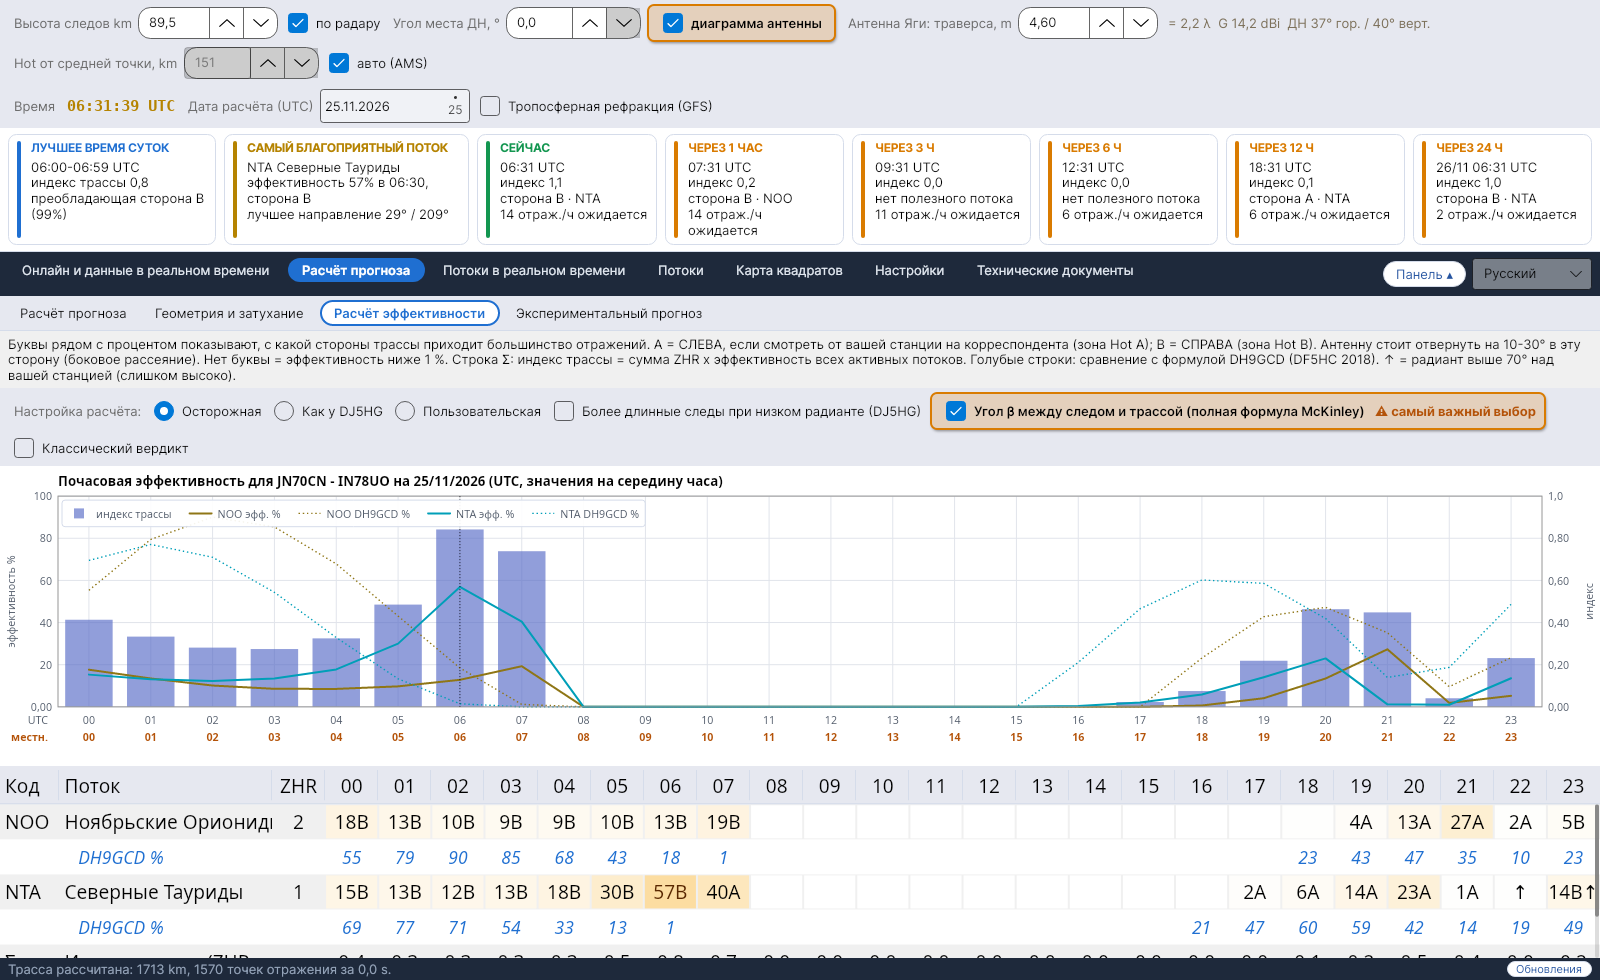 Высота следов km 89,5 по радару Угол места ДН, ° 0,0 диаграмма антенны Антенна Яги: траверса, m 4,60 = 2,2 λ G 14,2 dBi ДН 37° гор. / 40° верт.
Hot от средней точки, km 151 авто (AMS)
Время 06:31:39 UTC Дата расчёта (UTC) 25.11.2026 25 Тропосферная рефракция (GFS)
ЛУЧШЕЕ ВРЕМЯ СУТОК
06:00-06:59 UTC
индекс трассы 0,8
преобладающая сторона B
(99%)
САМЫЙ БЛАГОПРИЯТНЫЙ ПОТОК
NTA Северные Тауриды
эффективность 57% в 06:30,
сторона B
лучшее направление 29° / 209°
СЕЙЧАС
06:31 UTC
индекс 1,1
сторона B · NTA
14 отраж./ч ожидается
ЧЕРЕЗ 1 ЧАС
07:31 UTC
индекс 0,2
сторона B · NOO
14 отраж./ч
ожидается
ЧЕРЕЗ 3 Ч
09:31 UTC
индекс 0,0
нет полезного потока
11 отраж./ч ожидается
ЧЕРЕЗ 6 Ч
12:31 UTC
индекс 0,0
нет полезного потока
6 отраж./ч ожидается
ЧЕРЕЗ 12 Ч
18:31 UTC
индекс 0,1
сторона A · NTA
6 отраж./ч ожидается
ЧЕРЕЗ 24 Ч
26/11 06:31 UTC
индекс 1,0
сторона B · NTA
2 отраж./ч ожидается
Онлайн и данные в реальном времени Расчёт прогноза Потоки в реальном времени Потоки Карта квадратов Настройки Технические документы Панель ▴ Русский
Расчёт прогноза Геометрия и затухание Расчёт эффективности Экспериментальный прогноз
Буквы рядом с процентом показывают, с какой стороны трассы приходит большинство отражений. A = СЛЕВА, если смотреть от вашей станции на корреспондента (зона Hot A); B = СПРАВА (зона Hot B). Антенну стоит отвернуть на 10-30° в эту
сторону (боковое рассеяние). Нет буквы = эффективность ниже 1 %. Строка Σ: индекс трассы = сумма ZHR x эффективность всех активных потоков. Голубые строки: сравнение с формулой DH9GCD (DF5HC 2018). ↑ = радиант выше 70° над
вашей станцией (слишком высоко).
Настройка расчёта: Осторожная Как у DJ5HG Пользовательская Более длинные следы при низком радианте (DJ5HG) Угол β между следом и трассой (полная формула McKinley) ⚠ самый важный выбор
Классический вердикт
Почасовая эффективность для JN70CN - IN78UO на 25/11/2026 (UTC, значения на середину часа)
индекс трассы NOO эфф. % NOO DH9GCD % NTA эфф. % NTA DH9GCD %
эффективность %
100
80
60
40
20
0,00
1,0
0,80
0,60
0,40
0,20
0,00
индекс
UTC 00 01 02 03 04 05 06 07 08 09 10 11 12 13 14 15 16 17 18 19 20 21 22 23
местн. 00 01 02 03 04 05 06 07 08 09 10 11 12 13 14 15 16 17 18 19 20 21 22 23
Код Поток ZHR 00 01 02 03 04 05 06 07 08 09 10 11 12 13 14 15 16 17 18 19 20 21 22 23
NOO Ноябрьские Орионид 2 18B 13B 10B 9B 9B 10B 13B 19B 4A 13A 27A 2A 5B
DH9GCD % 55 79 90 85 68 43 18 1 23 43 47 35 10 23
NTA Северные Тауриды 1 15B 13B 12B 13B 18B 30B 57B 40A 2A 6A 14A 23A 1A ↑ 14B↑
DH9GCD % 69 77 71 54 33 13 1 21 47 60 59 42 14 19 49
Трасса рассчитана: 1713 km, 1570 точек отражения за 0,0 s. Обновления